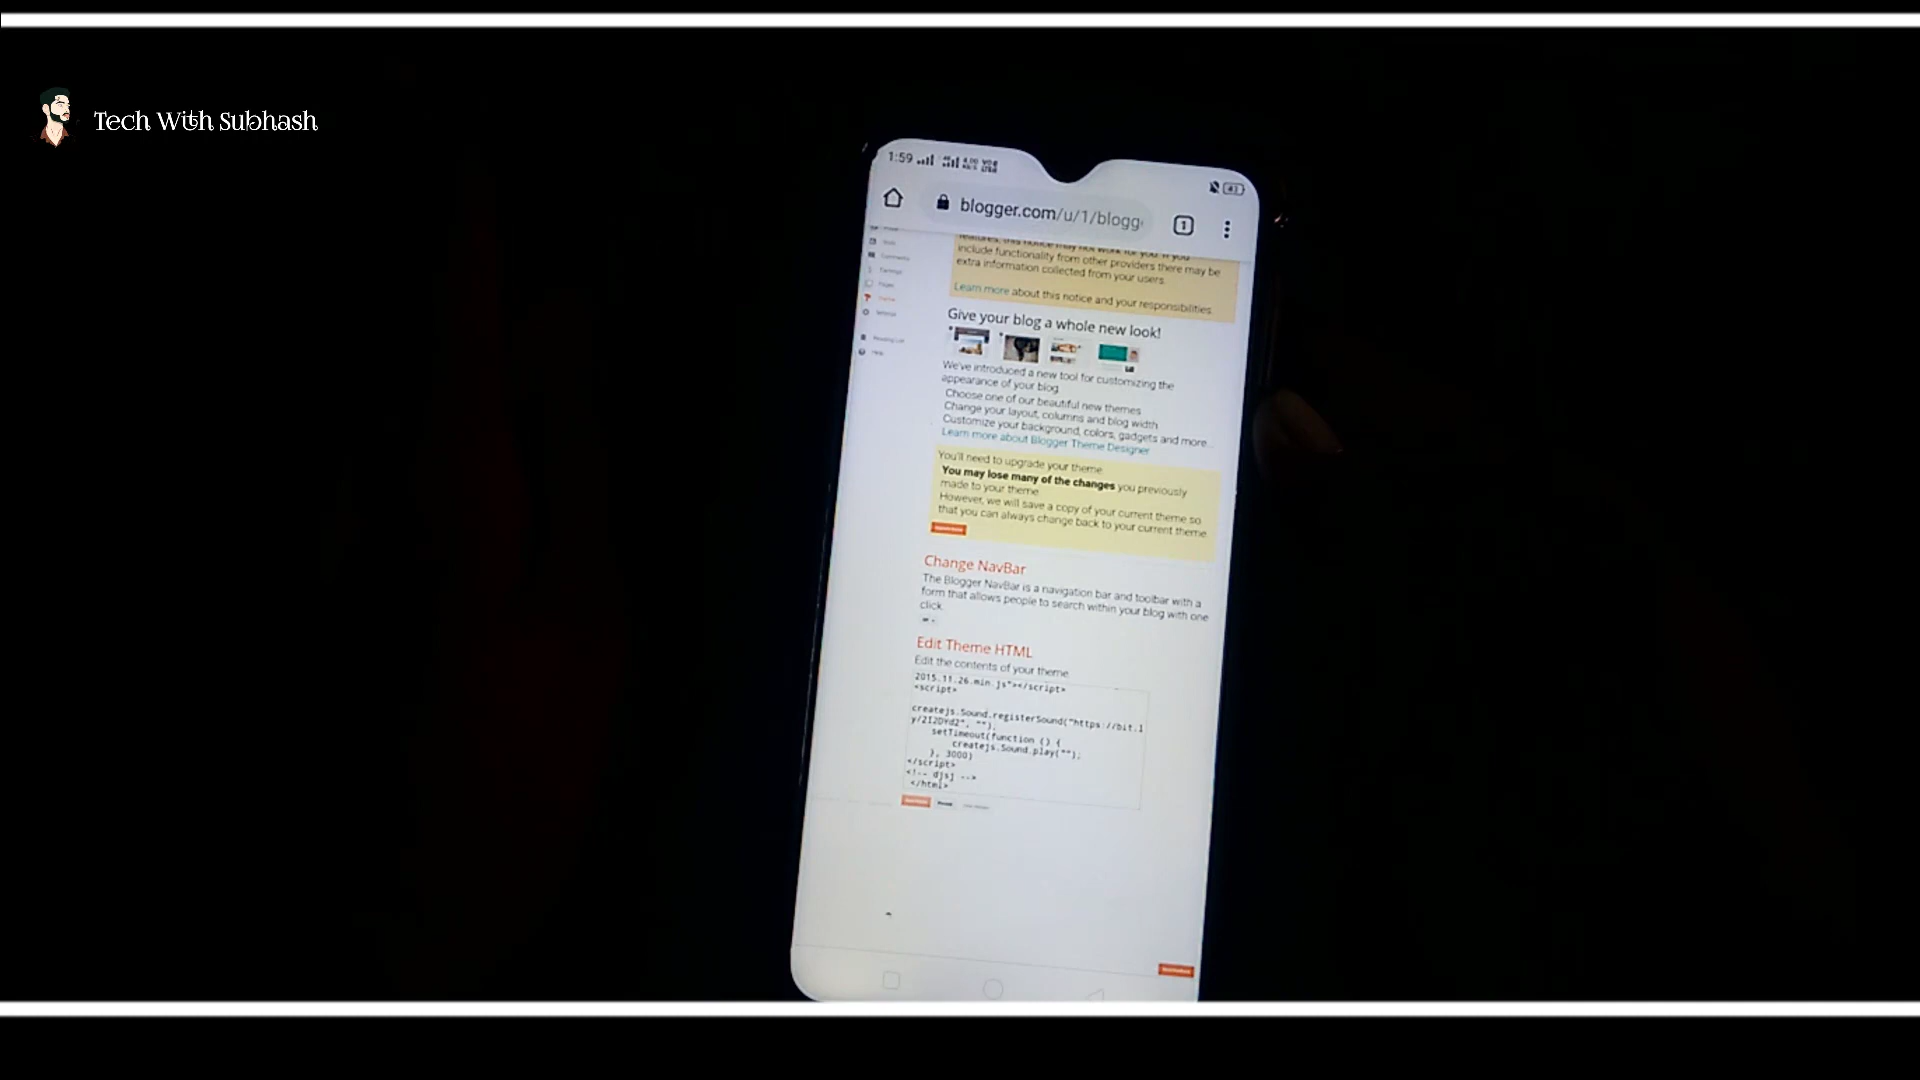 Tech With Subhash
1:59
blogger.com/u/1/blogg
1
include functionality from other providers there may be
extra information collected from your users.
Learn more about this notice and your responsibilities.
Give your blog a whole new look!
We've introduced a new tool for customizing the
appearance of your blog
Choose one of our beautiful new themes
Change your layout, columns and blog width
Customize your background, colors, gadgets and more...
Learn more about Blogger Theme Designer
You'll need to upgrade your theme.
You may lose many of the changes you previously
made to your theme
However, we will save a copy of your current theme so
that you can always change back to your current theme
Change NavBar
The Blogger NavBar is a navigation bar and toolbar with a
form that allows people to search within your blog with one
click.
Edit Theme HTML
Edit the contents of your theme
2015.11.26.min.js"></script>
<script>
createjs.Sound.registerSound("https://bit.l
setTimeout(function () {
createjs.Sound.play("");
}, 3000)
</script>
<!-- djsj -->
</html>